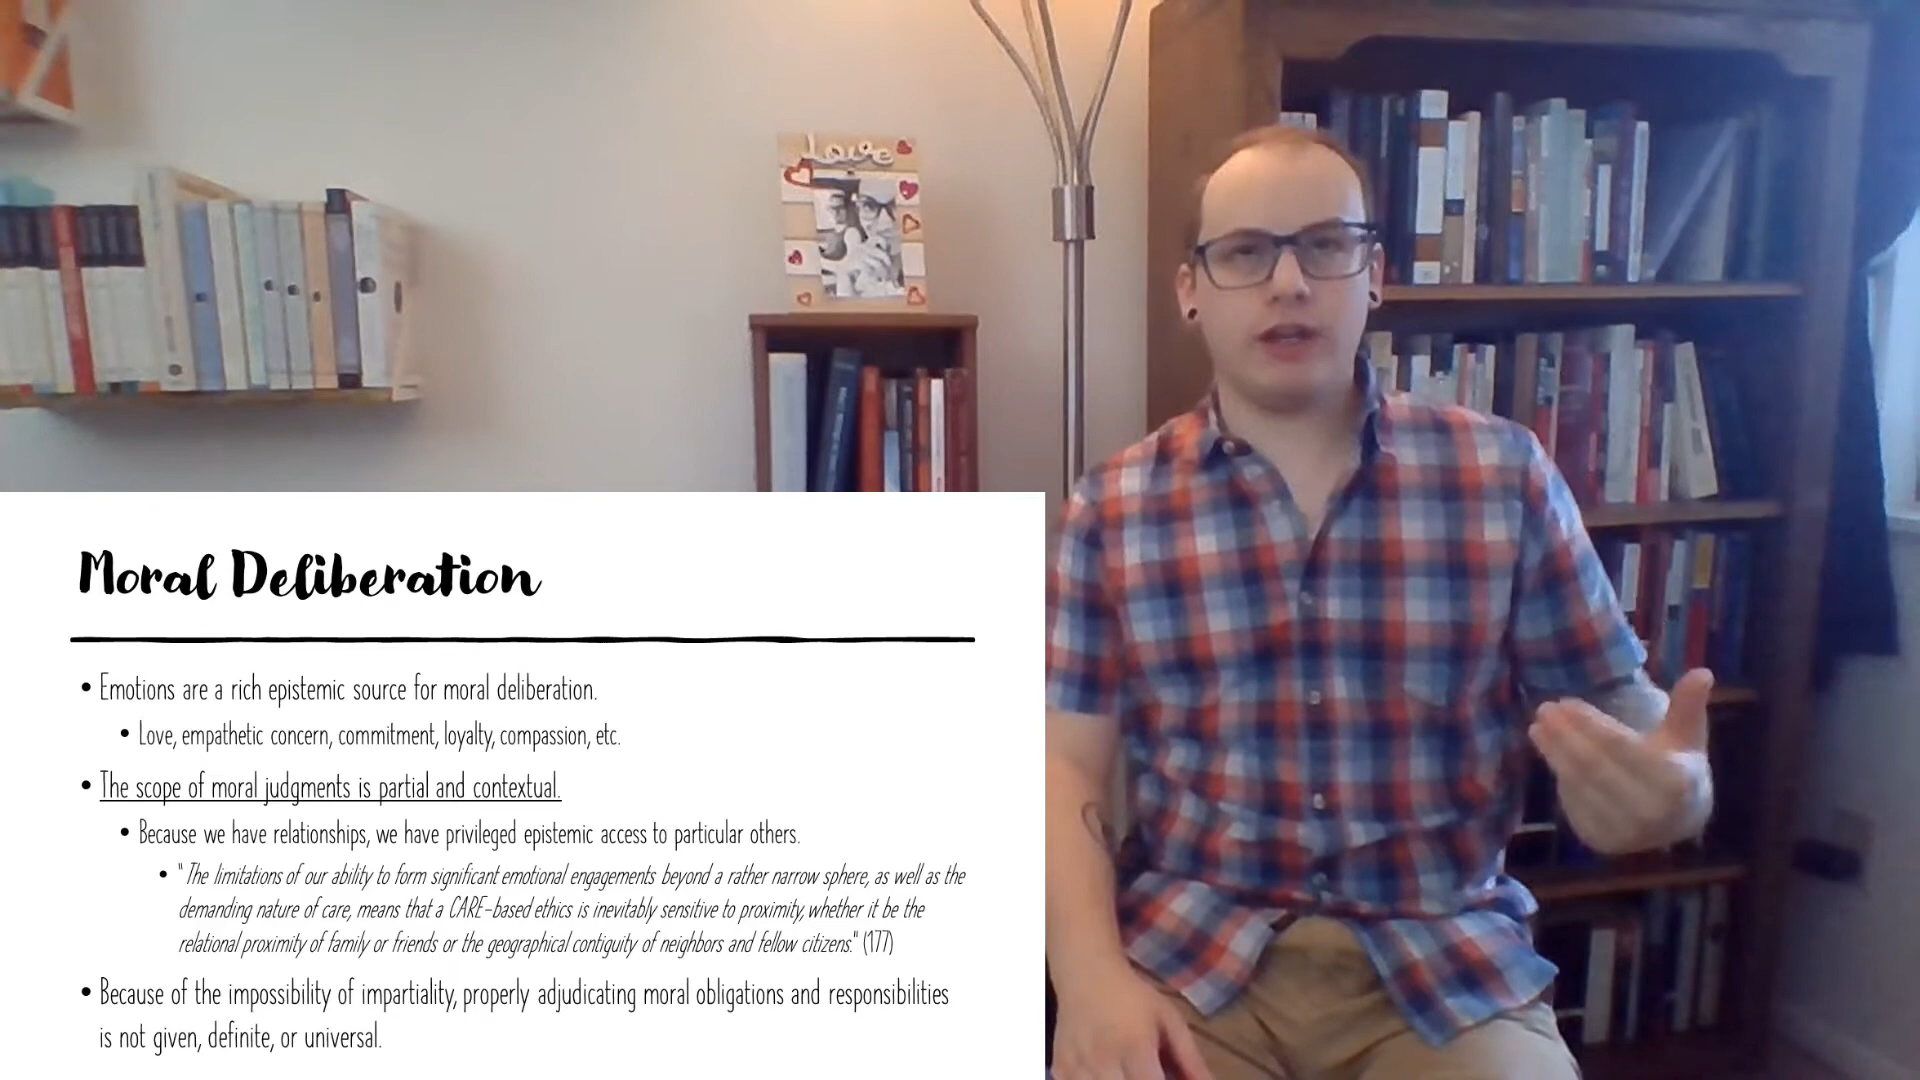 Love
Moral Deliberation
• Emotions are a rich epistemic source for moral deliberation.
• Love, empathetic concern, commitment, loyalty, compassion, etc.
• The scope of moral judgments is partial and contextual.
• Because we have relationships, we have privileged epistemic access to particular others.
• "The limitations of our ability to form significant emotional engagements beyond a rather narrow sphere, as well as the
demanding nature of care, means that a CARE-based ethics is inevitably sensitive to proximity, whether it be the
relational proximity of family or friends or the geographical contiguity of neighbors and fellow citizens." (177)
• Because of the impossibility of impartiality, properly adjudicating moral obligations and responsibilities
is not given, definite, or universal.